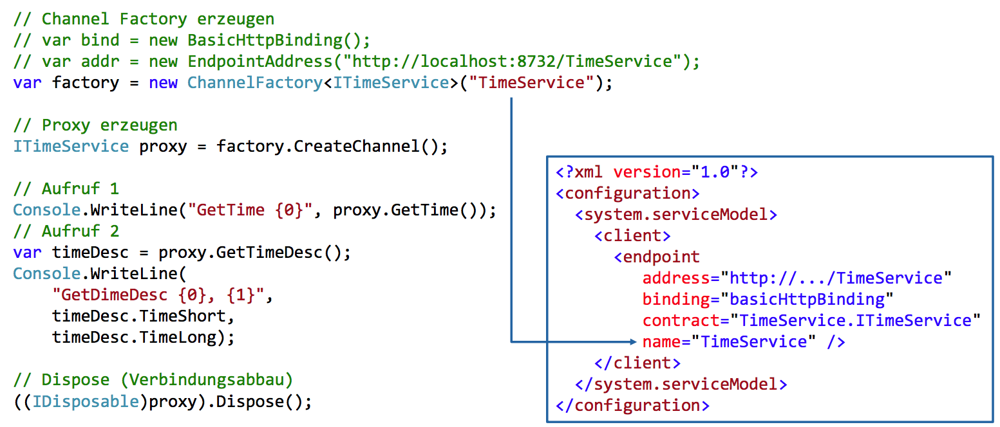 // Channel Factory erzeugen
// var bind = new BasicHttpBinding();
// var addr = new EndpointAddress("http://localhost:8732/TimeService");
var factory = new ChannelFactory<ITimeService>("TimeService");
// Proxy erzeugen
ITimeService proxy = factory.CreateChannel();
// Aufruf 1
Console.WriteLine("GetTime {0}", proxy.GetTime());
// Aufruf 2
var timeDesc = proxy.GetTimeDesc();
Console.WriteLine(
    "GetDimeDesc {0}, {1}",
    timeDesc.TimeShort,
    timeDesc.TimeLong);
// Dispose (Verbindungsabbau)
((IDisposable)proxy).Dispose();
<?xml version="1.0"?>
<configuration>
  <system.serviceModel>
    <client>
      <endpoint
         address="http://.../TimeService"
         binding="basicHttpBinding"
         contract="TimeService.ITimeService"
         name="TimeService" />
    </client>
  </system.serviceModel>
</configuration>